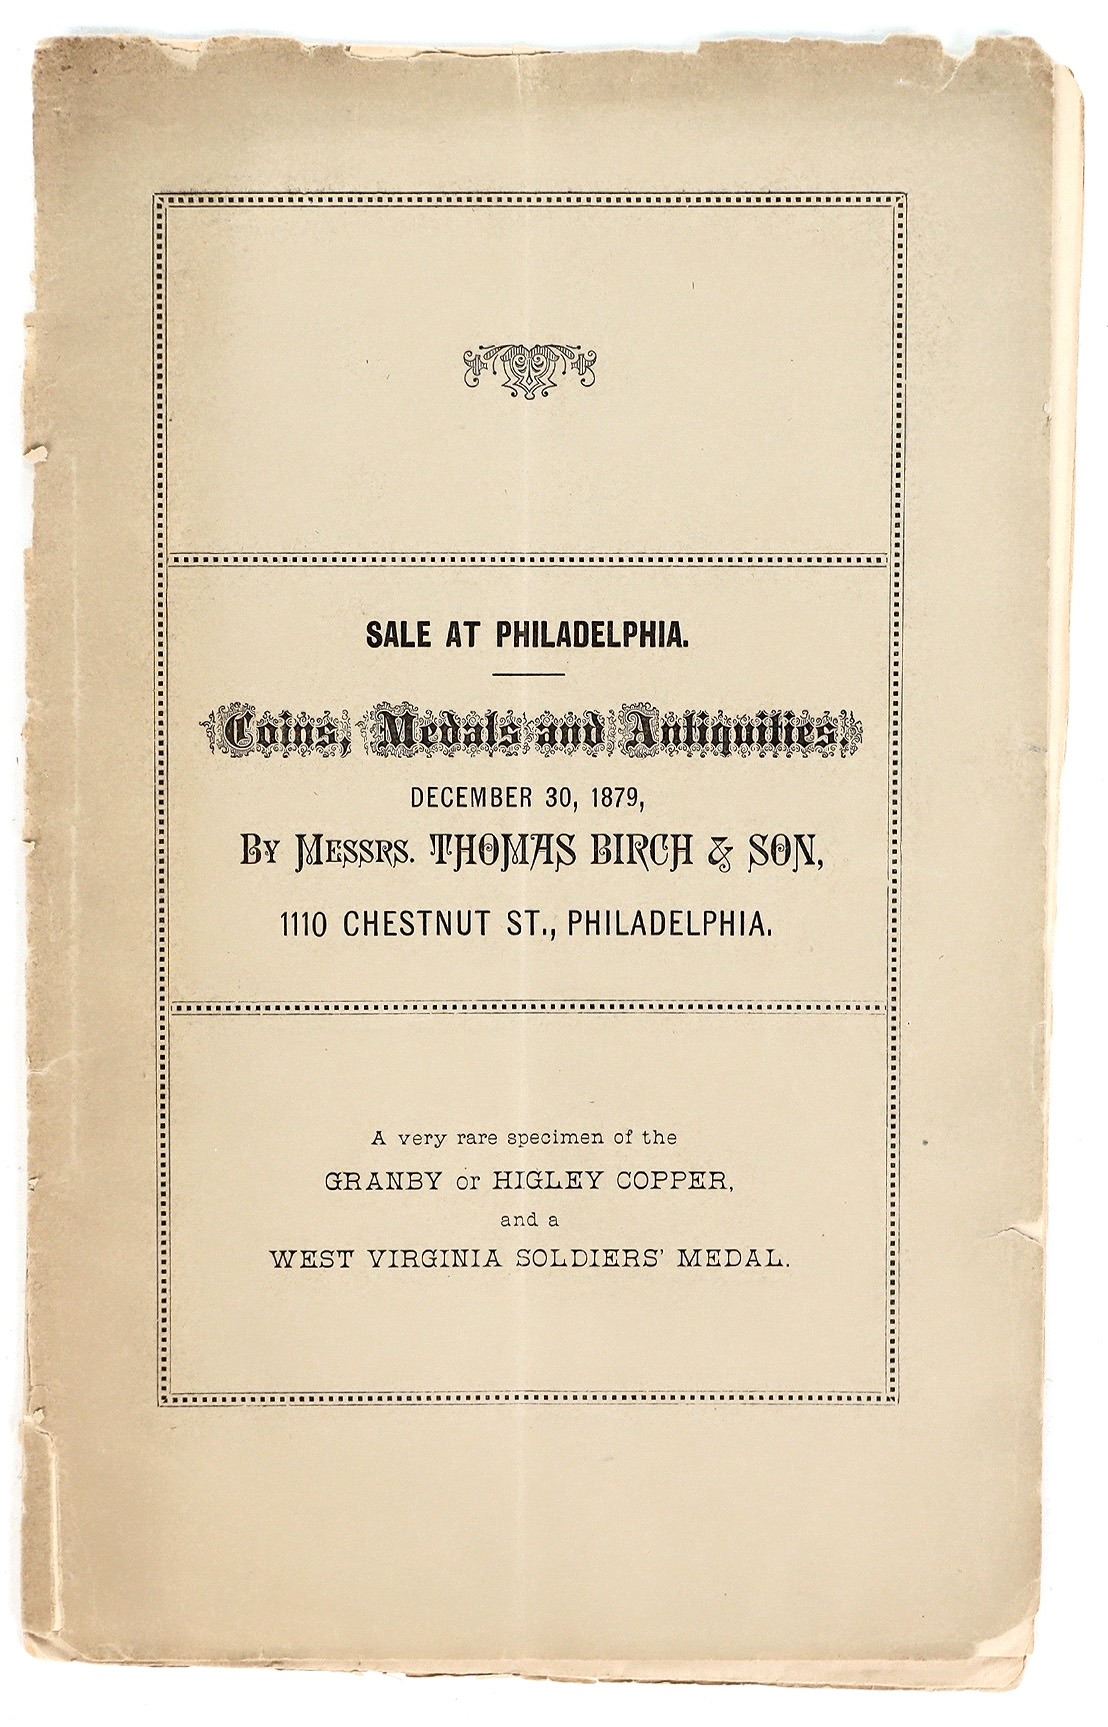 SALE AT PHILADELPHIA.
Coins, Medals and Antiquities.
DECEMBER 30, 1879,
By Messrs. THOMAS BIRCH & SON,
1110 CHESTNUT ST., PHILADELPHIA.
A very rare specimen of the
GRANBY or HIGLEY COPPER,
and a
WEST VIRGINIA SOLDIERS' MEDAL.